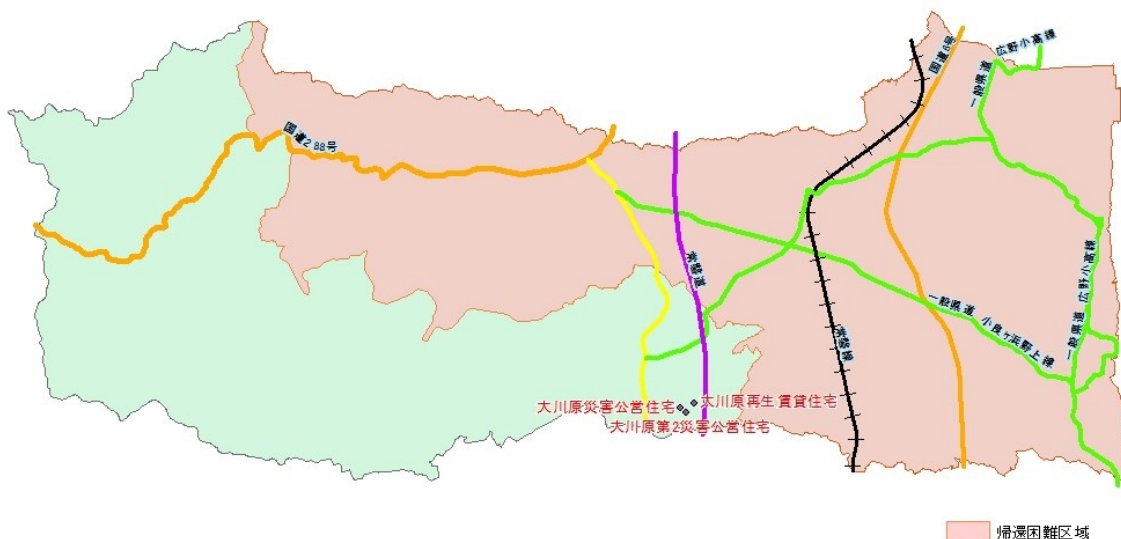 広野小高線
国道6号
一般県道
国道288号
常磐道
一般県道 広野小高線
一般県道 小良ヶ浜野上線
常磐線
大川原災害公営住宅
大川原再生賃貸住宅
大川原第2災害公営住宅
帰還困難区域